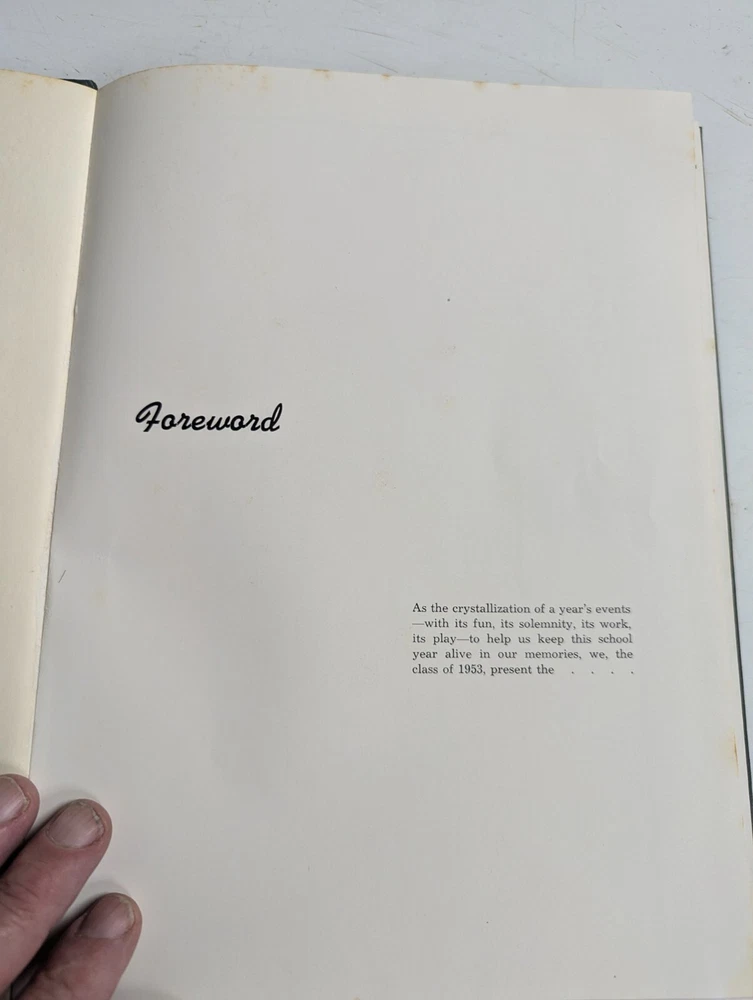 Foreword
As the crystallization of a year's events
—with its fun, its solemnity, its work,
its play—to help us keep this school
year alive in our memories, we, the
class of 1953, present the . . . .